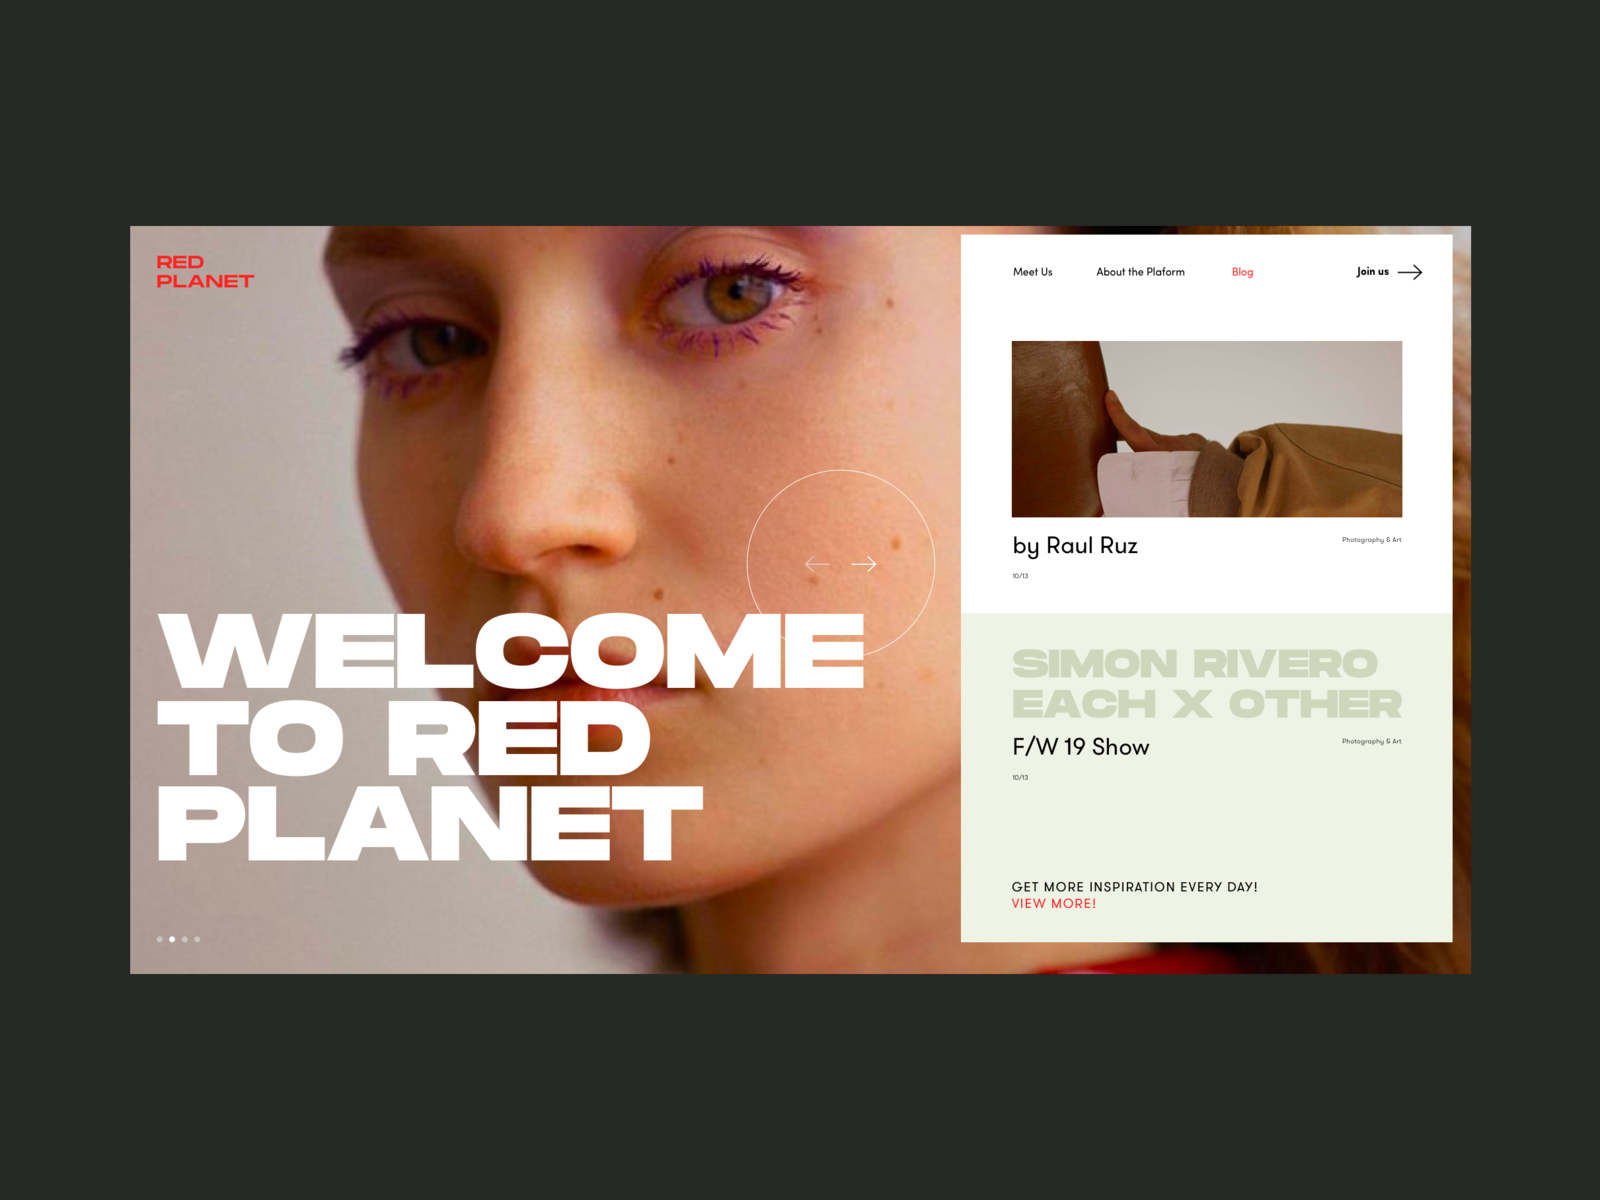 RED
PLANET
WELCOME
TO RED
PLANET
Meet Us
About the Plaform
Blog
Join us
by Raul Ruz
Photography & Art
10/13
SIMON RIVERO
EACH X OTHER
F/W 19 Show
Photography & Art
10/13
GET MORE INSPIRATION EVERY DAY!
VIEW MORE!